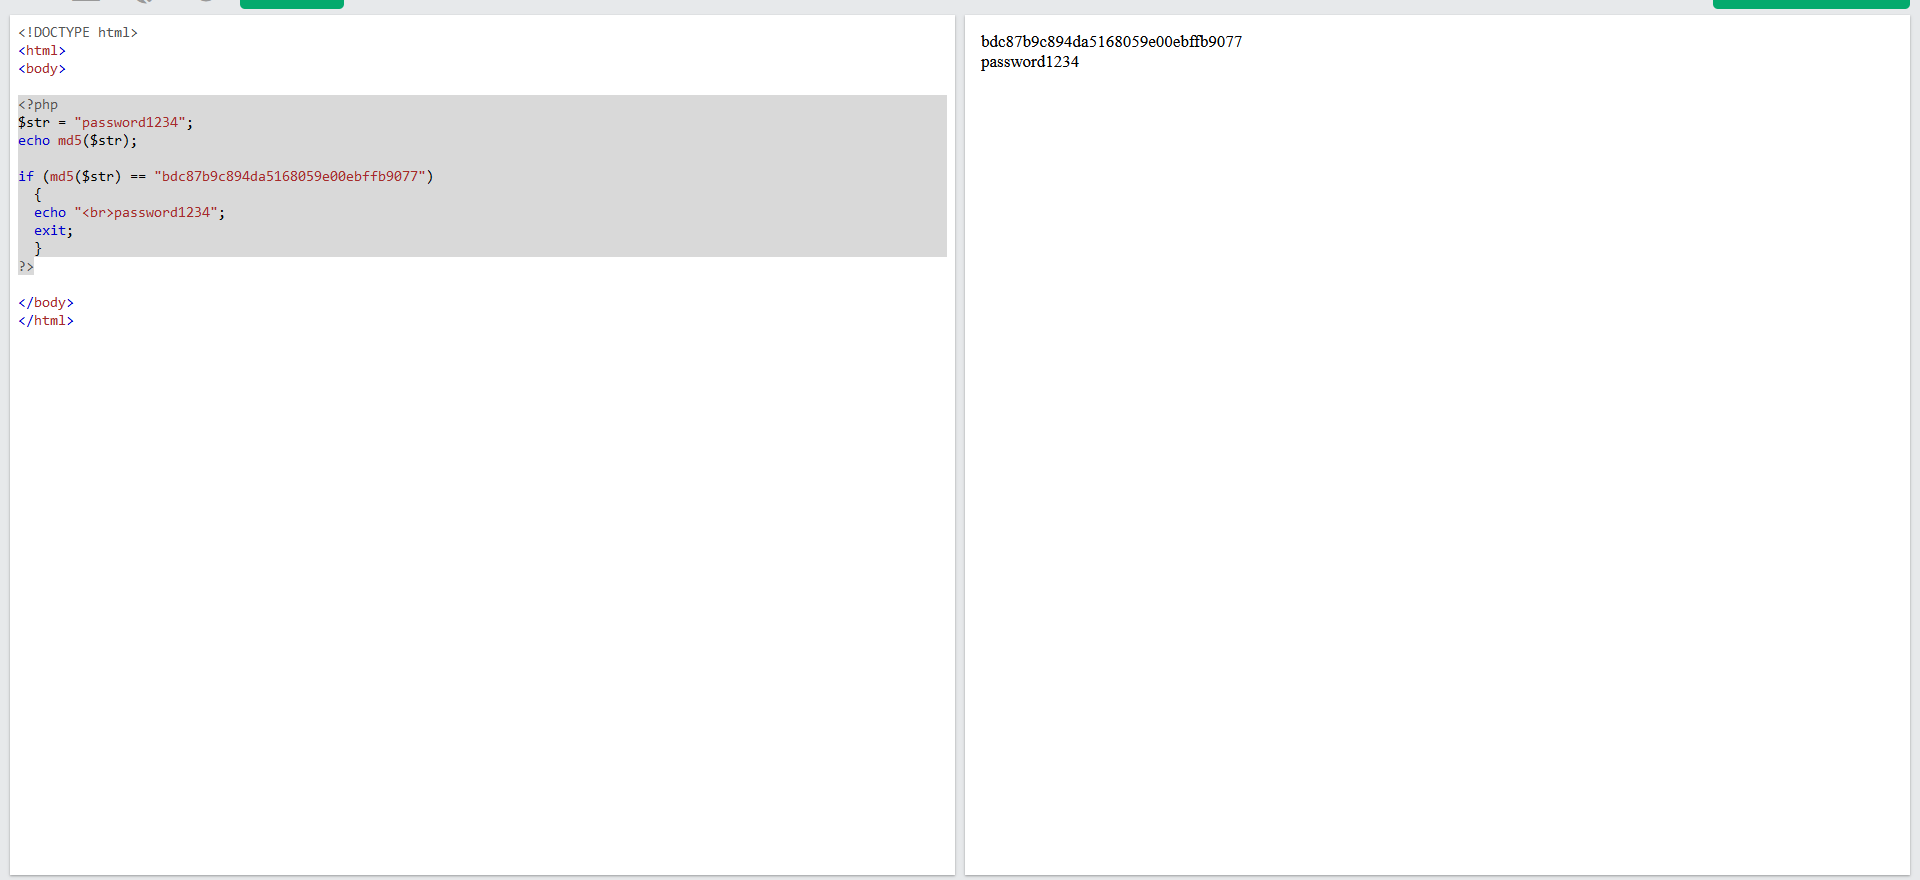 <!DOCTYPE html>
<html>
<body>
<?php
$str = "password1234";
echo md5($str);
if (md5($str) == "bdc87b9c894da5168059e00ebffb9077")
{
echo "<br>password1234";
exit;
}
?>
</body>
</html>
bdc87b9c894da5168059e00ebffb9077
password1234